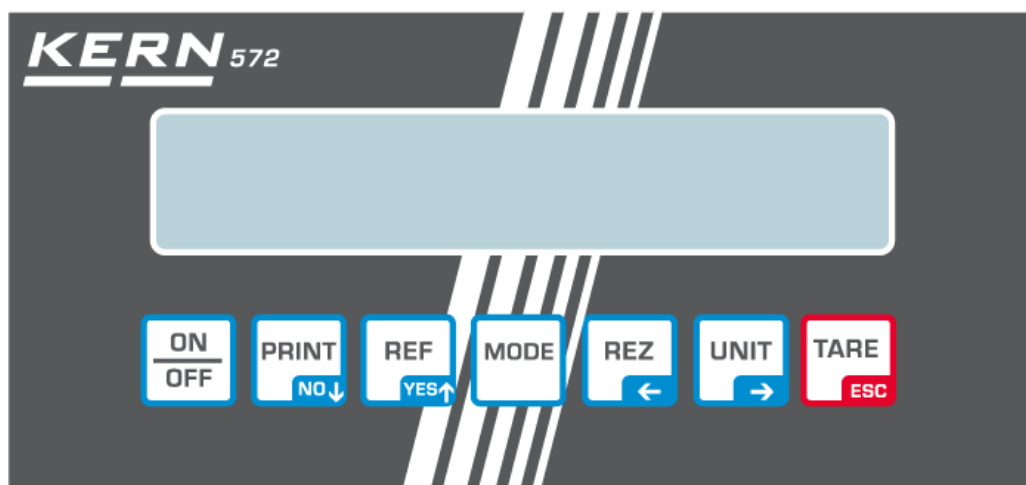 KERN 572
ON
OFF
PRINT
NO↓
REF
YES↑
MODE
REZ
←
UNIT
→
TARE
ESC